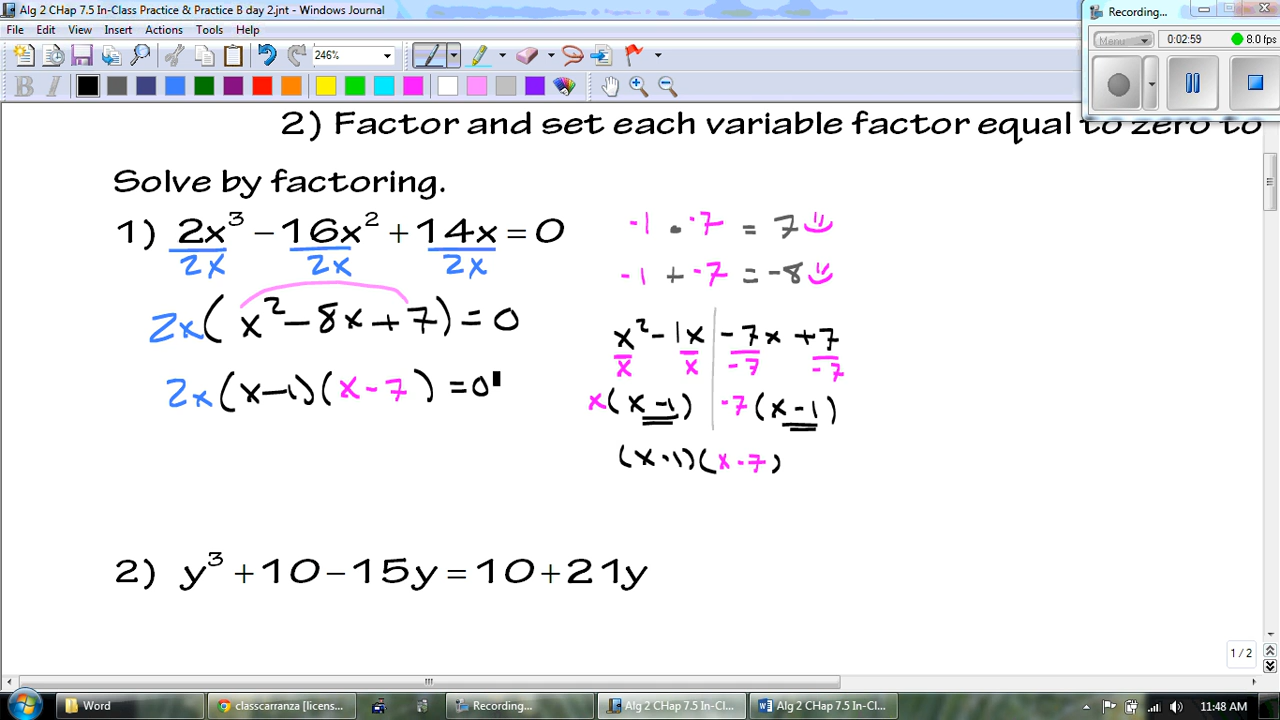 Alg 2 CHap 7.5 In-Class Practice & Practice B day 2.jnt - Windows Journal
Recording...
File Edit View Insert Actions Tools Help
Menu 0:02:59 8.0 fps
246%
B I
2) Factor and set each variable factor equal to zero to
Solve by factoring.
1) 2x³ - 16x² + 14x = 0
2x 2x 2x
2x(x² - 8x + 7) = 0
2x(x-1)(x-7) = 0
-1 · -7 = 7
-1 + -7 = -8
x² - 1x | - 7x + 7
x x -7 -7
x(x-1) -7(x-1)
(x-1)(x-7)
2) y³ + 10 - 15y = 10 + 21y
1 / 2
Word
classcarranza [licens...
Recording...
Alg 2 CHap 7.5 In-Cl...
Alg 2 CHap 7.5 In-Cl...
11:48 AM